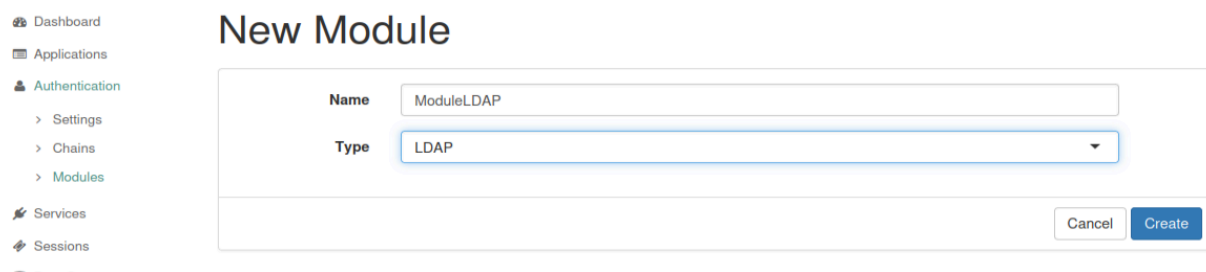 Dashboard
Applications
Authentication
> Settings
> Chains
> Modules
Services
Sessions
New Module
Name ModuleLDAP
Type LDAP
Cancel Create